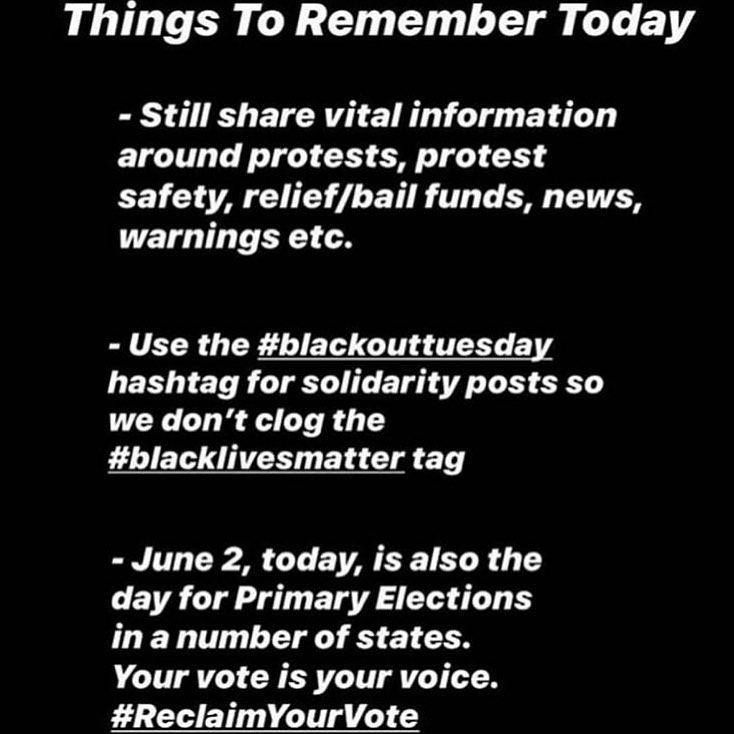 Things To Remember Today
- Still share vital information
around protests, protest
safety, relief/bail funds, news,
warnings etc.
- Use the #blackouttuesday
hashtag for solidarity posts so
we don’t clog the
#blacklivesmatter tag
- June 2, today, is also the
day for Primary Elections
in a number of states.
Your vote is your voice.
#ReclaimYourVote